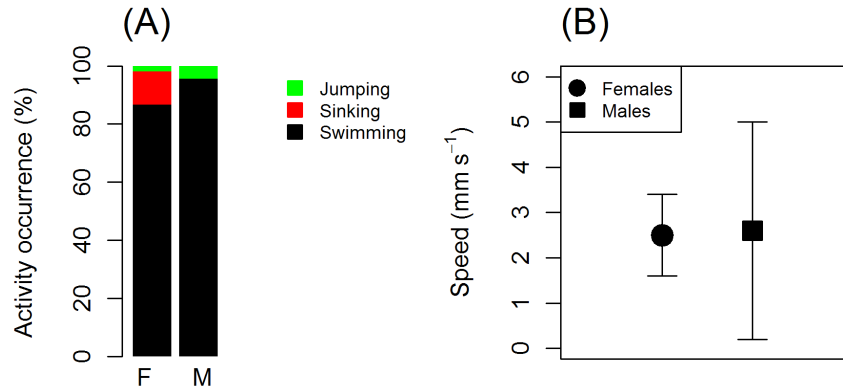 (A)
Activity occurrence (%)
100
80
60
40
20
0
F M
Jumping
Sinking
Swimming
(B)
Speed (mm s⁻¹)
6
5
4
3
2
1
0
Females
Males